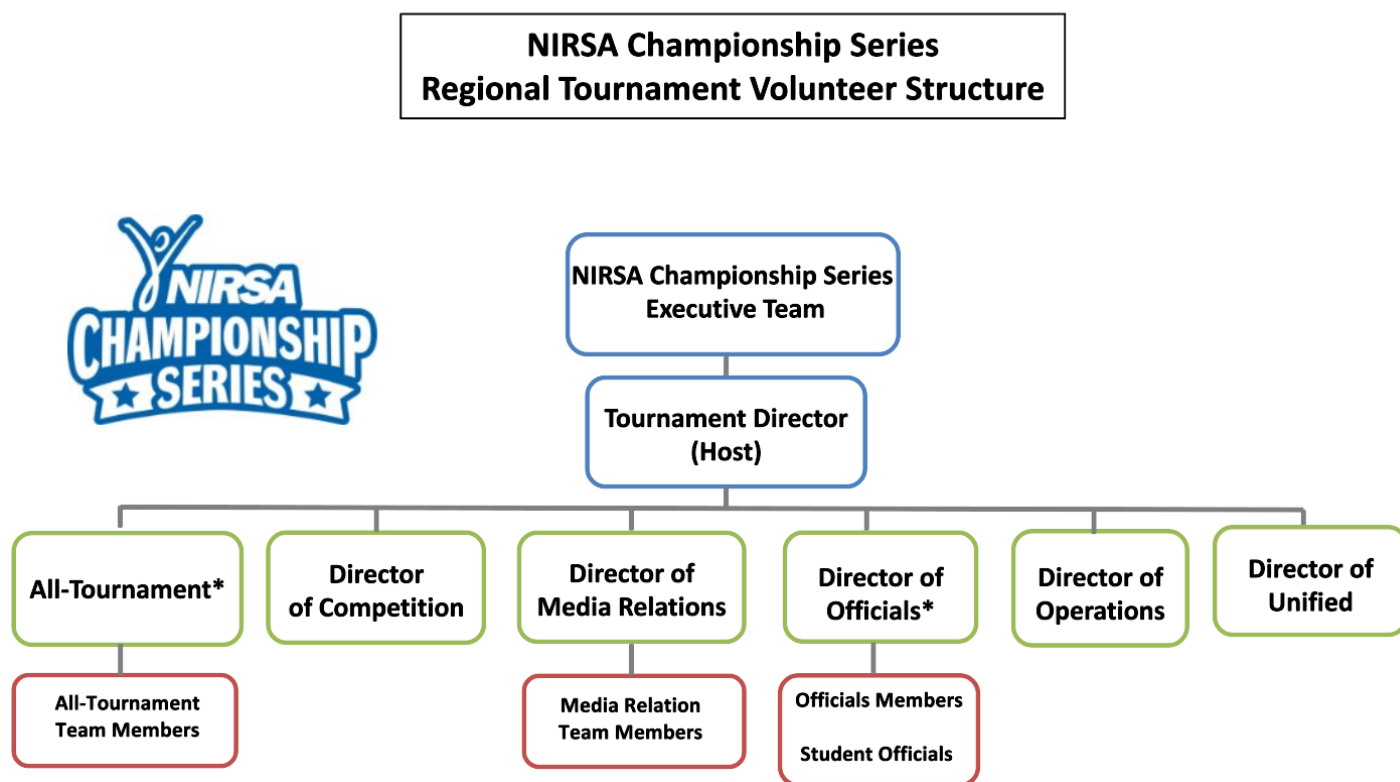 NIRSA Championship Series
Regional Tournament Volunteer Structure
NIRSA
CHAMPIONSHIP
SERIES
NIRSA Championship Series
Executive Team
Tournament Director
(Host)
All-Tournament*
Director
of Competition
Director of
Media Relations
Director of
Officials*
Director of
Operations
Director of
Unified
All-Tournament
Team Members
Media Relation
Team Members
Officials Members
Student Officials